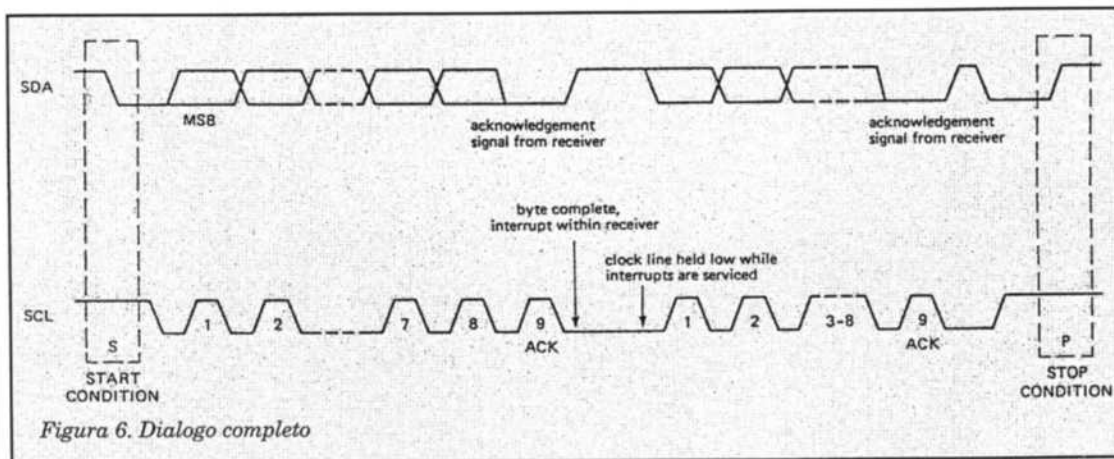 SDA
MSB
acknowledgement
signal from receiver
acknowledgement
signal from receiver
byte complete,
interrupt within receiver
clock line held low while
interrupts are serviced
SCL
1
2
7
8
9
1
2
3-8
9
ACK
ACK
S
P
START
CONDITION
STOP
CONDITION
Figura 6. Dialogo completo